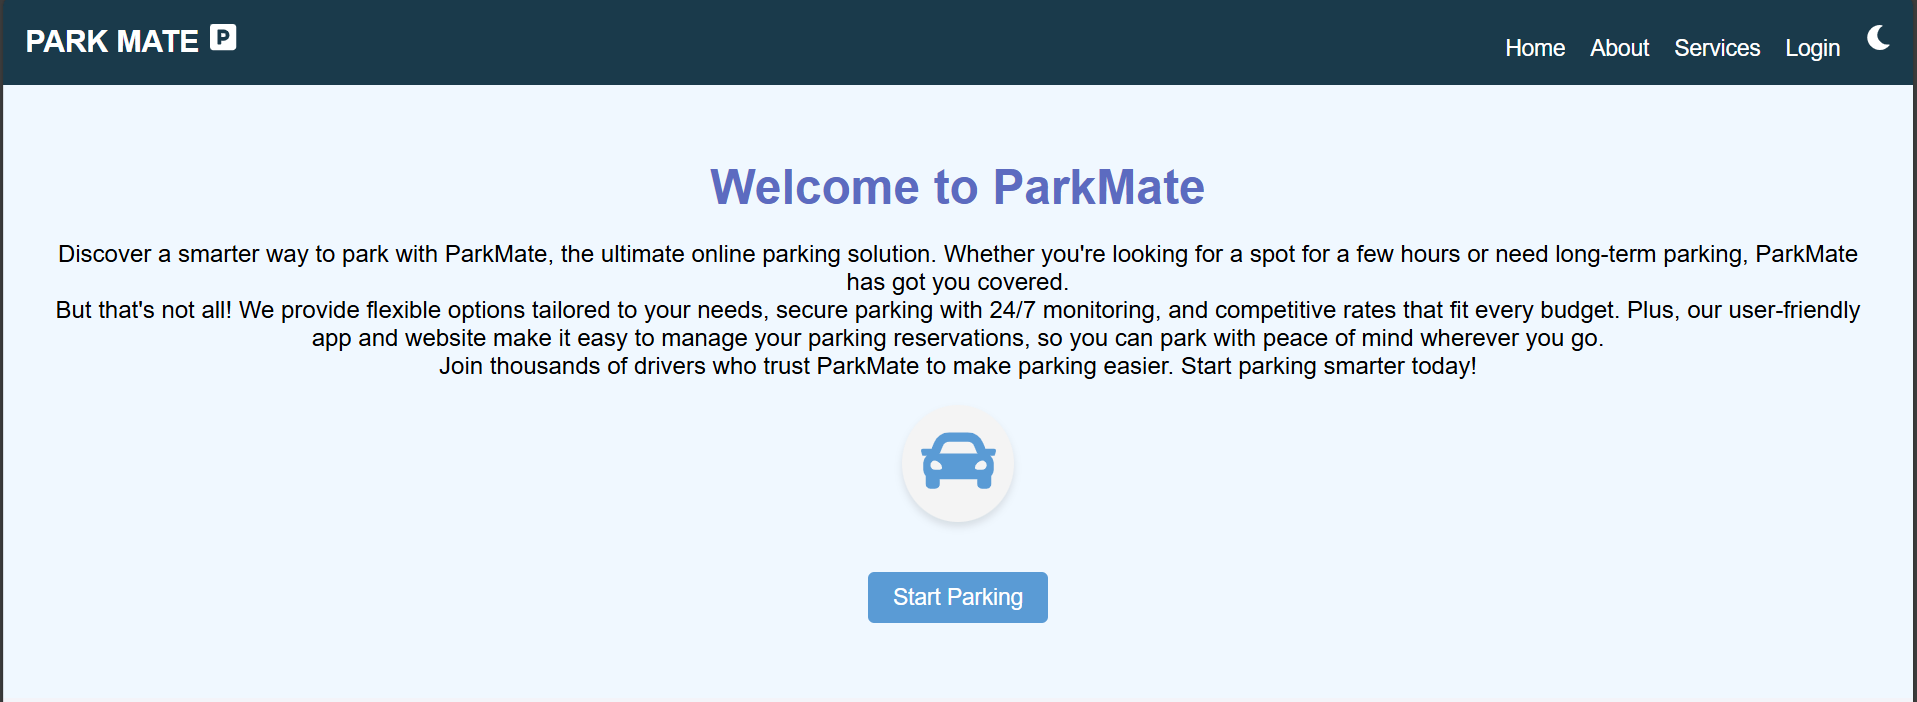 PARK MATE P
Home About Services Login
Welcome to ParkMate
Discover a smarter way to park with ParkMate, the ultimate online parking solution. Whether you're looking for a spot for a few hours or need long-term parking, ParkMate
has got you covered.
But that's not all! We provide flexible options tailored to your needs, secure parking with 24/7 monitoring, and competitive rates that fit every budget. Plus, our user-friendly
app and website make it easy to manage your parking reservations, so you can park with peace of mind wherever you go.
Join thousands of drivers who trust ParkMate to make parking easier. Start parking smarter today!
Start Parking